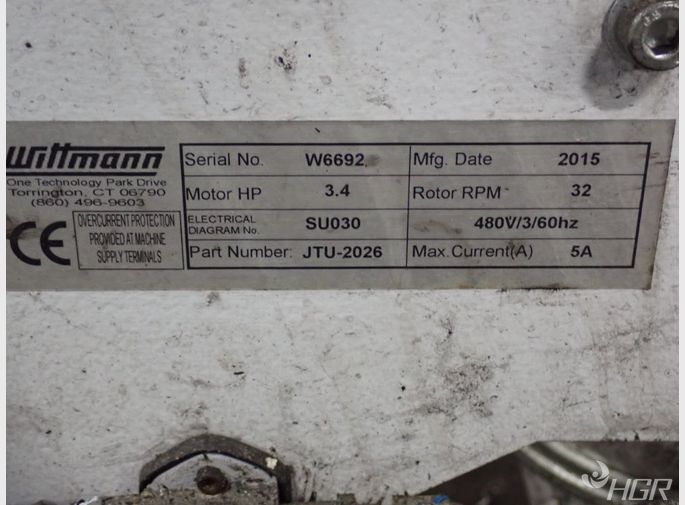 Wittmann
One Technology Park Drive
Torrington, CT 06790
(860) 496-9603
CE
OVERCURRENT PROTECTION
PROVIDED AT MACHINE
SUPPLY TERMINALS
Serial No. W6692 Mfg. Date 2015
Motor HP 3.4 Rotor RPM 32
ELECTRICAL
DIAGRAM No. SU030 480V/3/60hz
Part Number: JTU-2026 Max.Current(A) 5A
HGR